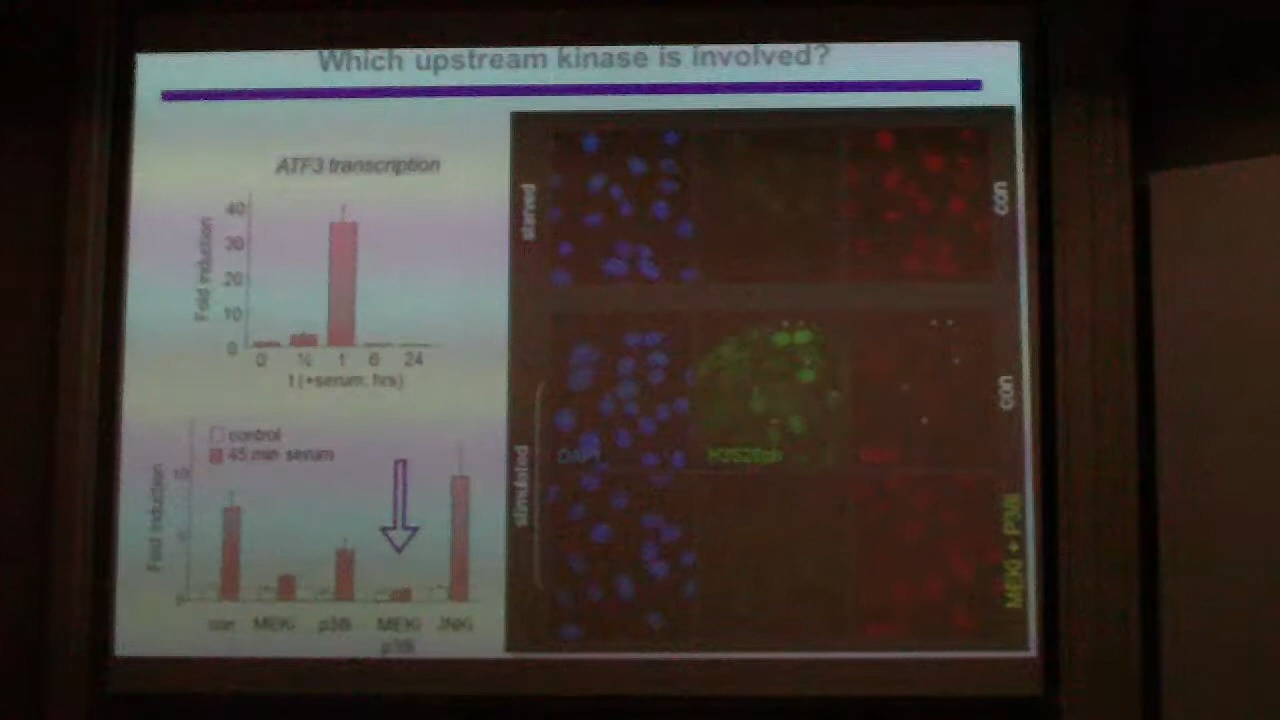 Which upstream kinase is involved?
ATF3 transcription
Fold induction
40
30
20
10
0
0 ½ 1 6 24
t (+serum; hrs)
control
45 min serum
Fold induction
10
con MEKi p38i MEKi JNKi
p38i
starved
con
stimulated
con
DAPI
MEKi + P38i